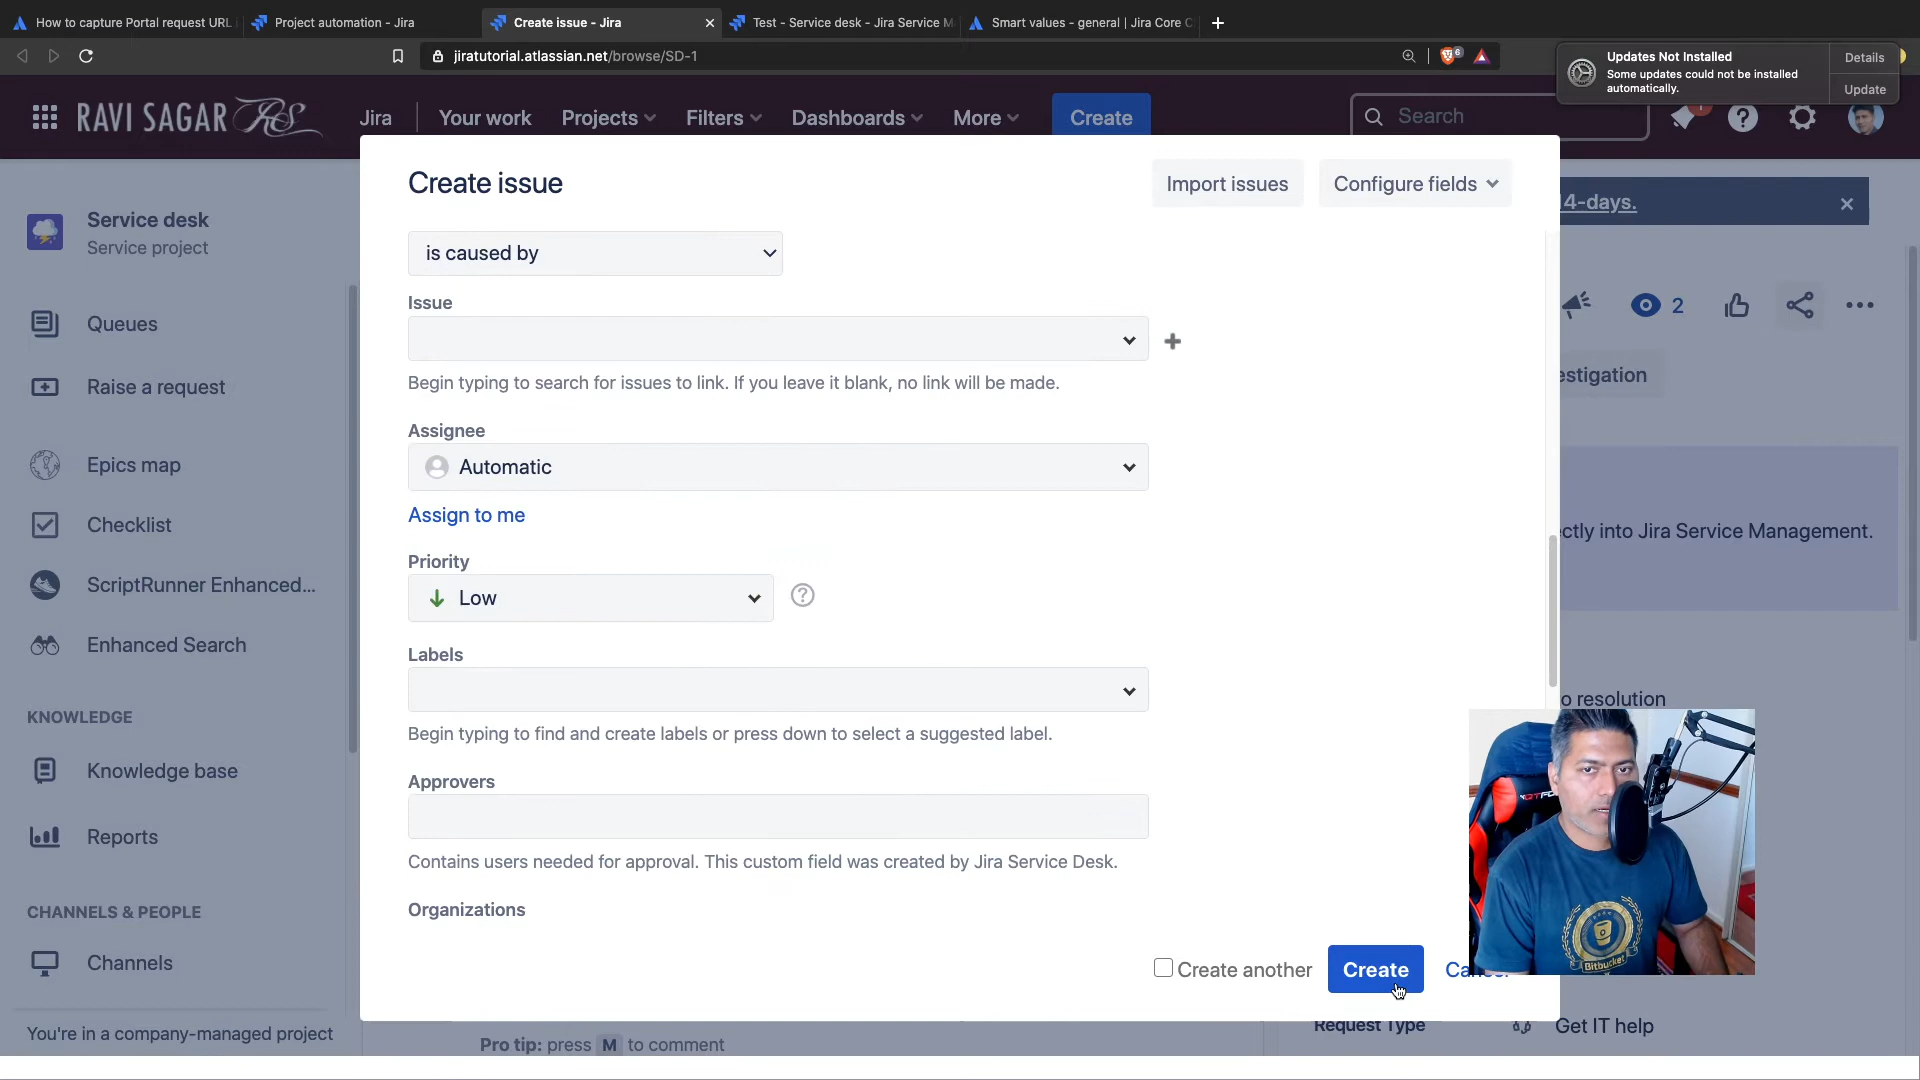 How to capture Portal request URL
Project automation - Jira
Create issue - Jira
Test - Service desk - Jira Service M
Smart values - general | Jira Core C
jiratutorial.atlassian.net/browse/SD-1
6
Updates Not Installed
Some updates could not be installed
automatically.
Details
Update
RAVI SAGAR RS
Jira
Your work
Projects
Filters
Dashboards
More
Create
Search
1
Service desk
Service project
Queues
Raise a request
Epics map
Checklist
ScriptRunner Enhanced...
Enhanced Search
KNOWLEDGE
Knowledge base
Reports
CHANNELS & PEOPLE
Channels
You're in a company-managed project
Create issue
Import issues
Configure fields
is caused by
Issue
Begin typing to search for issues to link. If you leave it blank, no link will be made.
Assignee
Automatic
Assign to me
Priority
Low
Labels
Begin typing to find and create labels or press down to select a suggested label.
Approvers
Contains users needed for approval. This custom field was created by Jira Service Desk.
Organizations
Create another
Create
4-days.
2
estigation
ectly into Jira Service Management.
o resolution
Bitbucket
Request Type
Get IT help
Pro tip: press M to comment